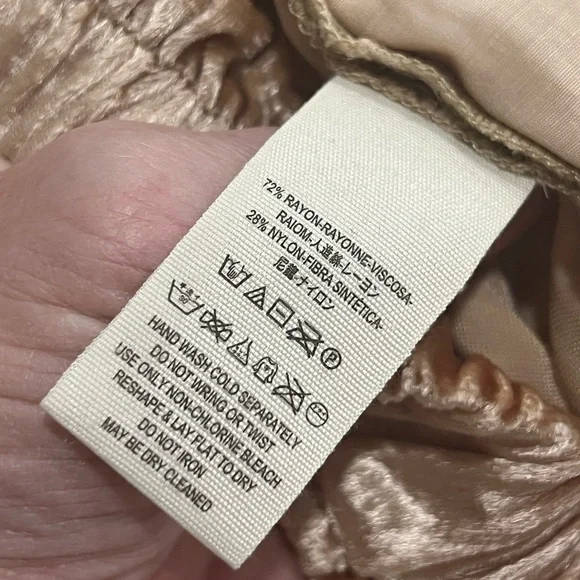 72% RAYON-RAYONNE-VISCOSA-
RAIOM-人造絲-レーヨン
28% NYLON-FIBRA SINTÉTICA-
尼龍-ナイロン
P
HAND WASH COLD SEPARATELY
DO NOT WRING OR TWIST
USE ONLY NON-CHLORINE BLEACH
RESHAPE & LAY FLAT TO DRY
DO NOT IRON
MAY BE DRY CLEANED